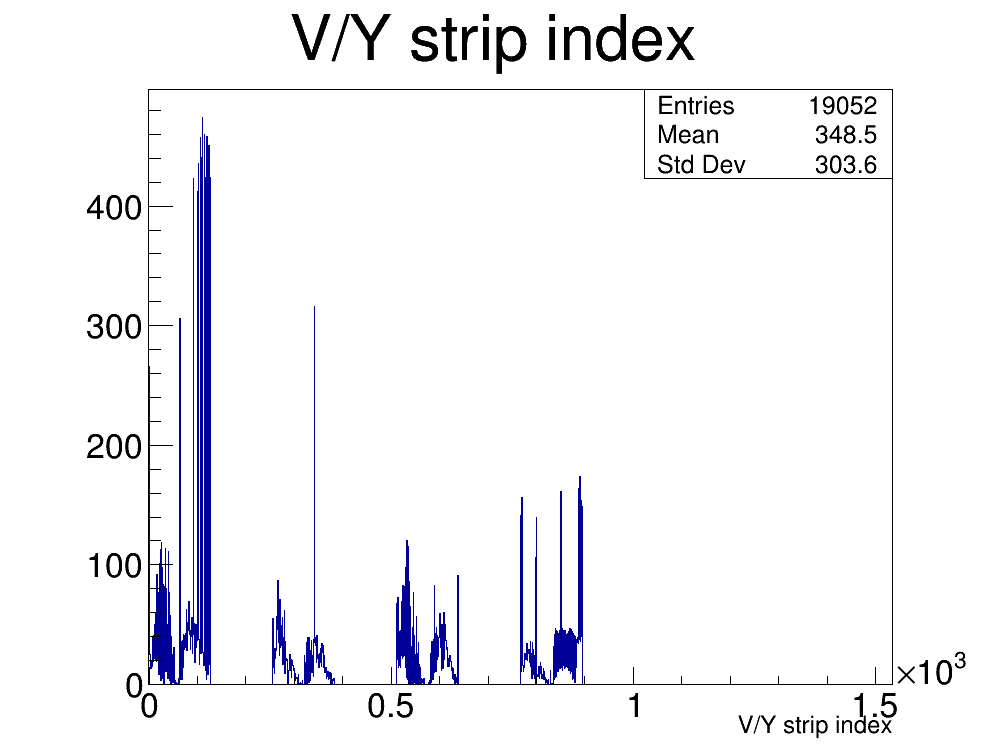 V/Y strip index
Entries 19052
Mean 348.5
Std Dev 303.6
400
300
200
100
0
0 0.5 1 1.5
×10³
V/Y strip index